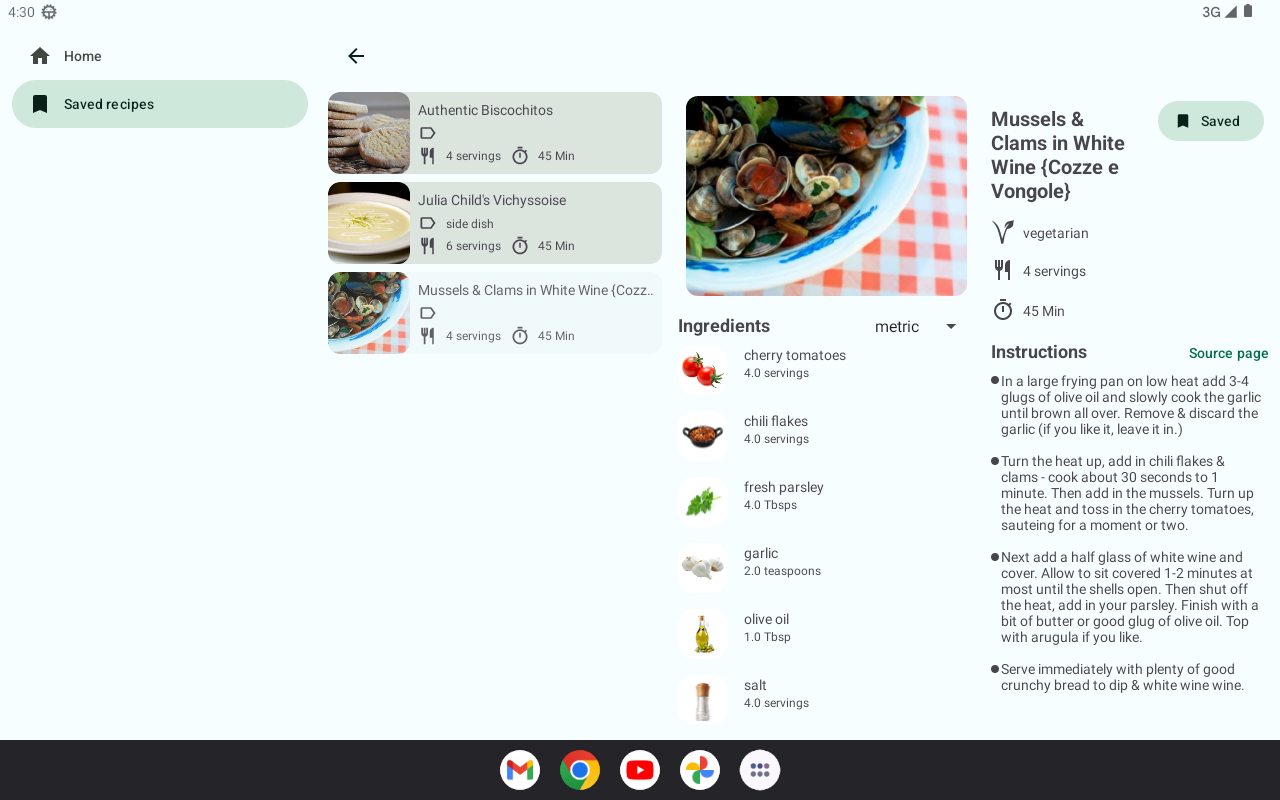 4:30
3G
Home
Saved recipes
Authentic Biscochitos
4 servings 45 Min
Julia Child's Vichyssoise
side dish
6 servings 45 Min
Mussels & Clams in White Wine {Cozz..
4 servings 45 Min
Ingredients metric
cherry tomatoes
4.0 servings
chili flakes
4.0 servings
fresh parsley
4.0 Tbsps
garlic
2.0 teaspoons
olive oil
1.0 Tbsp
salt
4.0 servings
Mussels &
Clams in White
Wine {Cozze e
Vongole}
Saved
vegetarian
4 servings
45 Min
Instructions Source page
In a large frying pan on low heat add 3-4
glugs of olive oil and slowly cook the garlic
until brown all over. Remove & discard the
garlic (if you like it, leave it in.)
Turn the heat up, add in chili flakes &
clams - cook about 30 seconds to 1
minute. Then add in the mussels. Turn up
the heat and toss in the cherry tomatoes,
sauteing for a moment or two.
Next add a half glass of white wine and
cover. Allow to sit covered 1-2 minutes at
most until the shells open. Then shut off
the heat, add in your parsley. Finish with a
bit of butter or good glug of olive oil. Top
with arugula if you like.
Serve immediately with plenty of good
crunchy bread to dip & white wine wine.